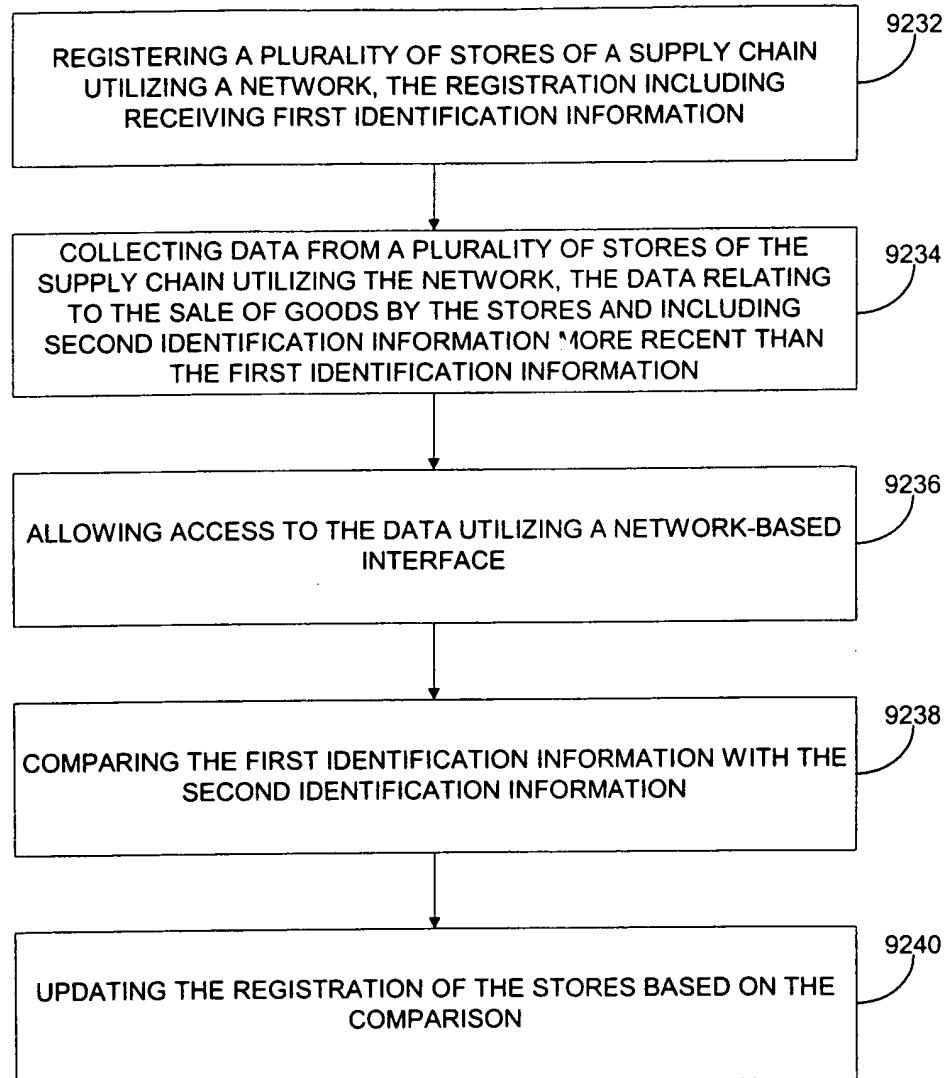 9232
REGISTERING A PLURALITY OF STORES OF A SUPPLY CHAIN
UTILIZING A NETWORK, THE REGISTRATION INCLUDING
RECEIVING FIRST IDENTIFICATION INFORMATION
9234
COLLECTING DATA FROM A PLURALITY OF STORES OF THE
SUPPLY CHAIN UTILIZING THE NETWORK, THE DATA RELATING
TO THE SALE OF GOODS BY THE STORES AND INCLUDING
SECOND IDENTIFICATION INFORMATION MORE RECENT THAN
THE FIRST IDENTIFICATION INFORMATION
9236
ALLOWING ACCESS TO THE DATA UTILIZING A NETWORK-BASED
INTERFACE
9238
COMPARING THE FIRST IDENTIFICATION INFORMATION WITH THE
SECOND IDENTIFICATION INFORMATION
9240
UPDATING THE REGISTRATION OF THE STORES BASED ON THE
COMPARISON